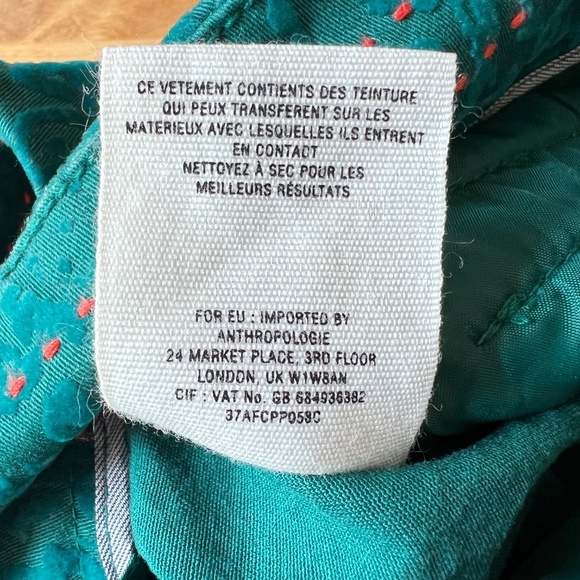 CE VETEMENT CONTIENTS DES TEINTURE
QUI PEUX TRANSFERENT SUR LES
MATERIEUX AVEC LESQUELLES ILS ENTRENT
EN CONTACT
NETTOYEZ À SEC POUR LES
MEILLEURS RÉSULTATS
FOR EU : IMPORTED BY
ANTHROPOLOGIE
24 MARKET PLACE, 3RD FLOOR
LONDON, UK W1W8AN
CIF : VAT No. GB 684936382
37AFCPP058C